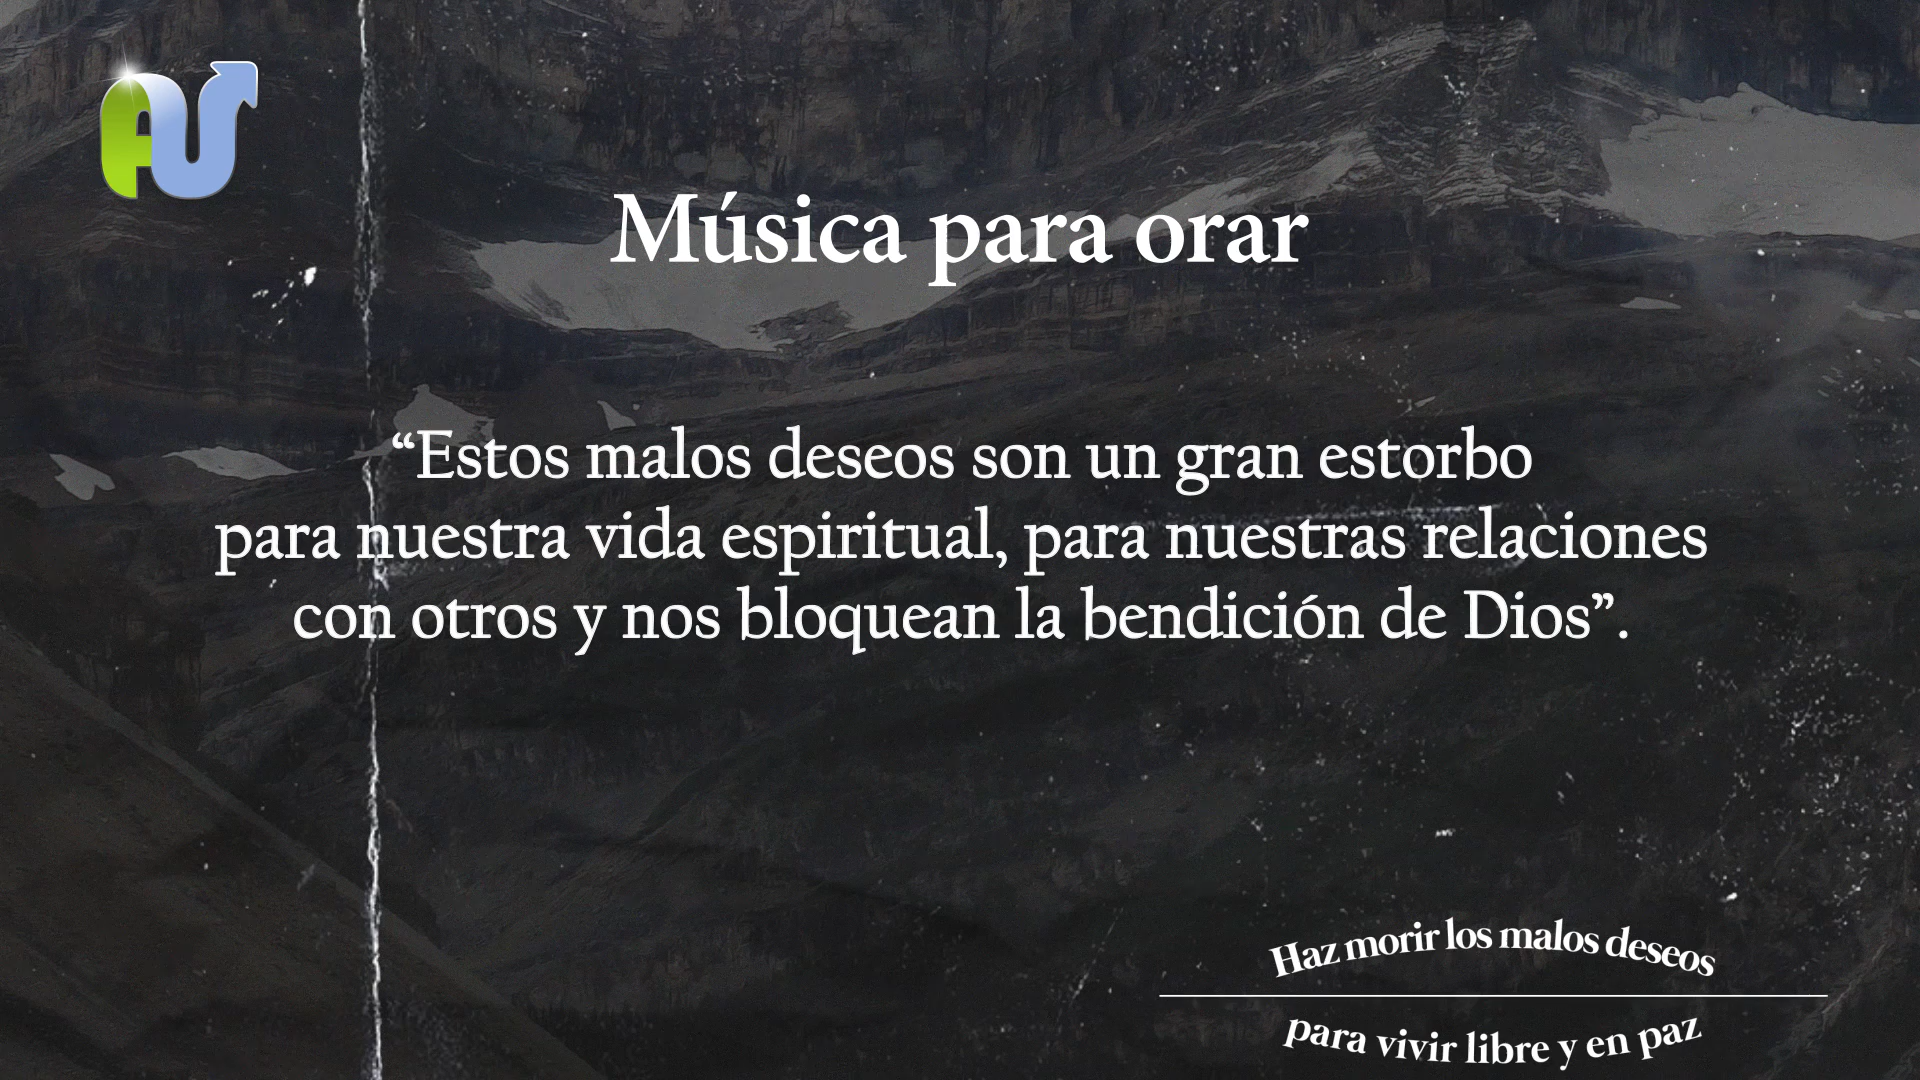 AU
Música para orar
“Estos malos deseos son un gran estorbo
para nuestra vida espiritual, para nuestras relaciones
con otros y nos bloquean la bendición de Dios”.
Haz morir los malos deseos
para vivir libre y en paz